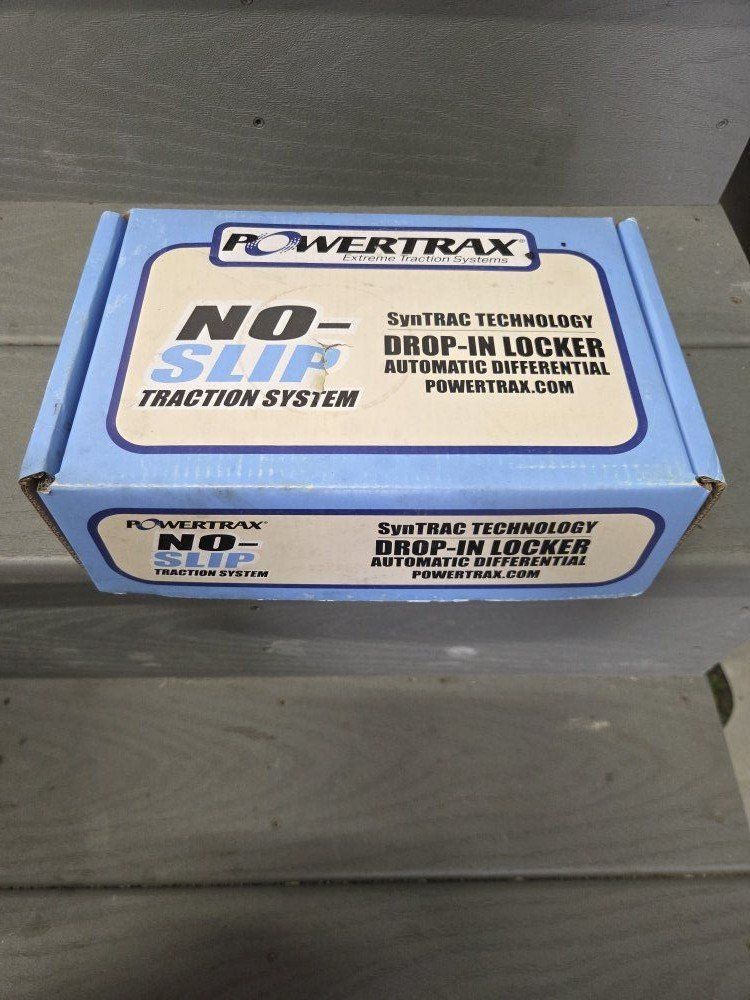 POWERTRAX®
Extreme Traction Systems
NO-
SLIP
TRACTION SYSTEM
SynTRAC TECHNOLOGY
DROP-IN LOCKER
AUTOMATIC DIFFERENTIAL
POWERTRAX.COM
POWERTRAX®
NO-
SLIP
TRACTION SYSTEM
SynTRAC TECHNOLOGY
DROP-IN LOCKER
AUTOMATIC DIFFERENTIAL
POWERTRAX.COM